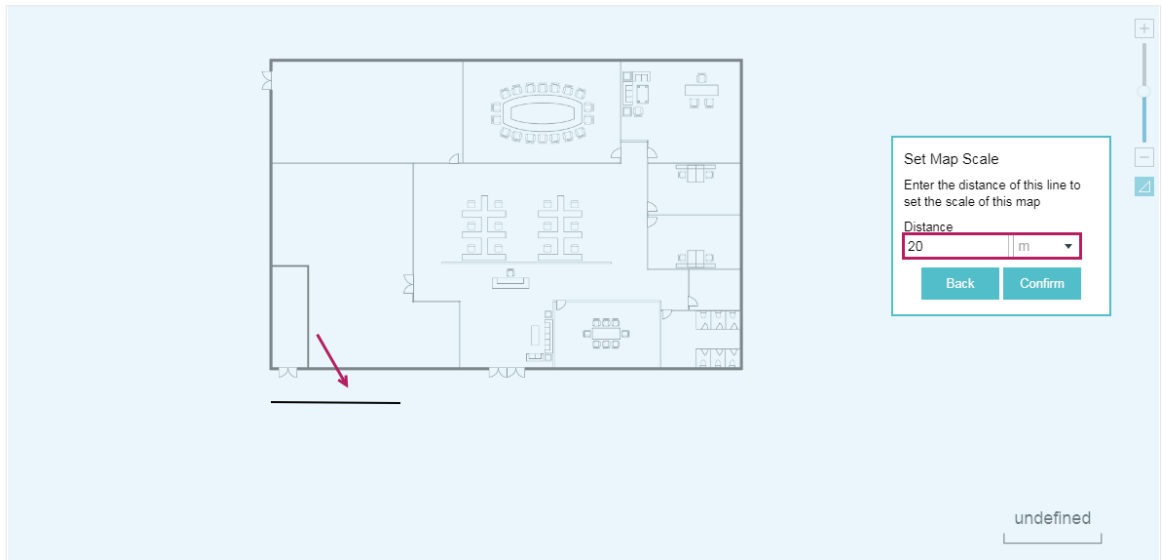 Set Map Scale
Enter the distance of this line to
set the scale of this map
Distance
20 m
Back Confirm
undefined